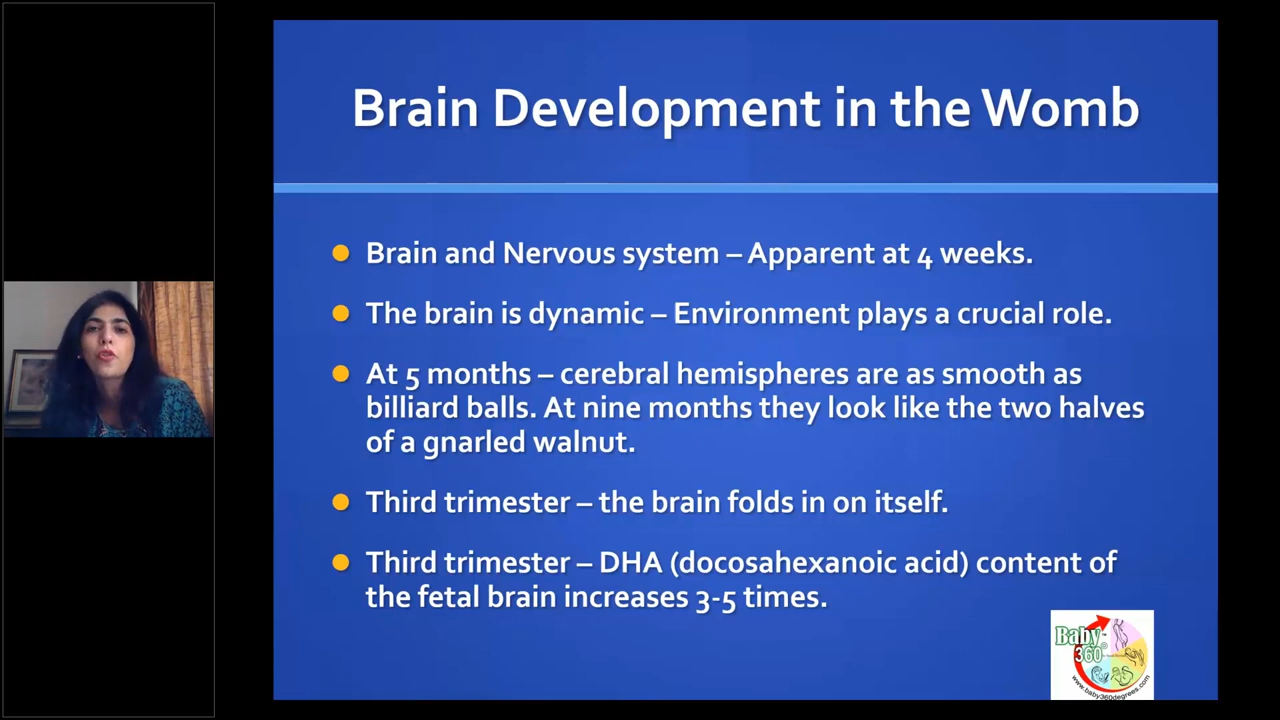 Brain Development in the Womb
Brain and Nervous system – Apparent at 4 weeks.
The brain is dynamic – Environment plays a crucial role.
At 5 months – cerebral hemispheres are as smooth as
billiard balls. At nine months they look like the two halves
of a gnarled walnut.
Third trimester – the brain folds in on itself.
Third trimester – DHA (docosahexanoic acid) content of
the fetal brain increases 3-5 times.
Baby
360°
www.baby360degrees.com